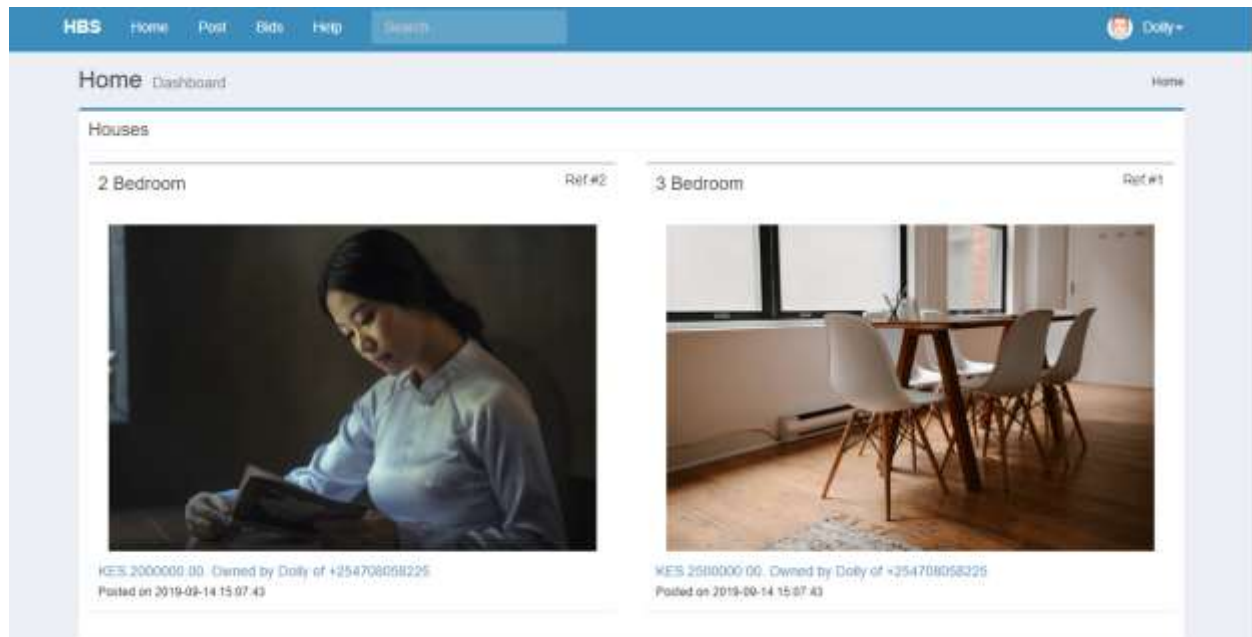 HBS Home Post Bids Help Search Dolly
Home Dashboard Home
Houses
2 Bedroom Ref #2
3 Bedroom Ref #1
KES 2000000.00. Owned by Dolly of +254708058225
Posted on 2019-09-14 15:07:43
KES 2500000.00. Owned by Dolly of +254708058225
Posted on 2019-09-14 15:07:43